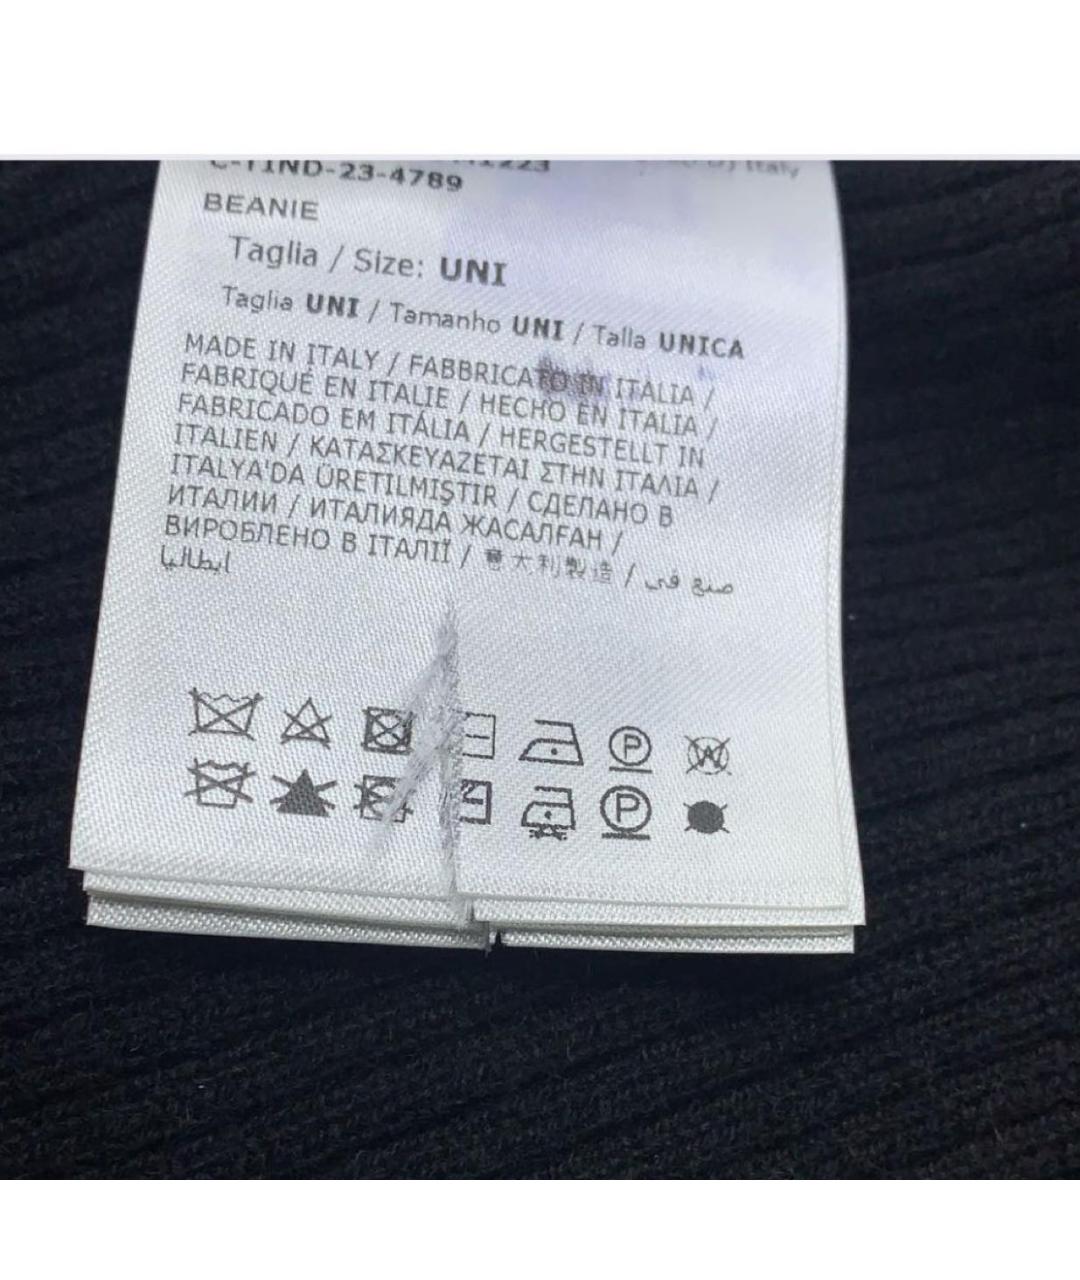 -23-4789
1223
Italy
BEANIE
Taglia / Size: UNI
Taglia UNI / Tamanho UNI / Talla UNICA
MADE IN ITALY / FABBRICATO IN ITALIA /
FABRIQUÉ EN ITALIE / HECHO EN ITALIA /
FABRICADO EM ITÁLIA / HERGESTELLT IN
ITALIEN / ΚΑΤΑΣΚΕΥΑΖΕΤΑΙ ΣΤΗΝ ΙΤΑΛΙΑ /
ITALYA'DA ÜRETILMIŞTIR / СДЕЛАНО В
ИТАЛИИ / ИТАЛИЯДА ЖАСАЛҒАН /
ВИРОБЛЕНО В ІТАЛІЇ / 意大利製造 / صنع في
ايطاليا
P W
P